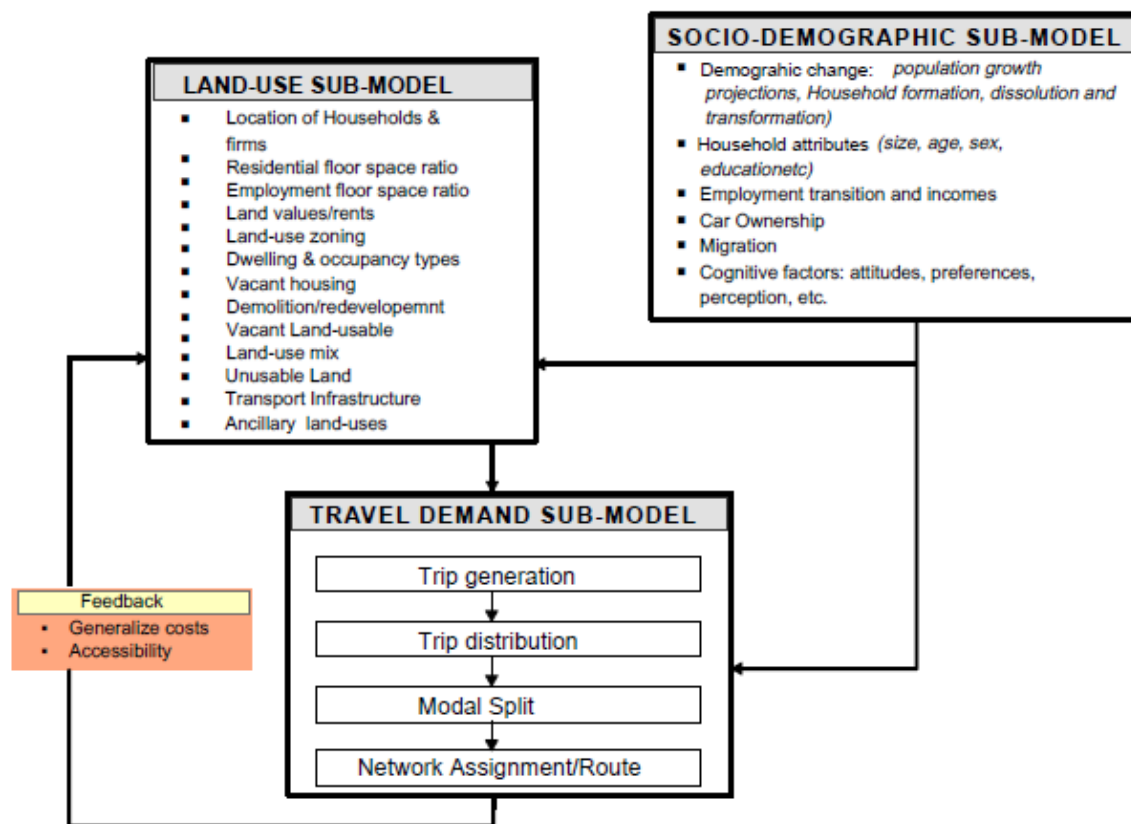 SOCIO-DEMOGRAPHIC SUB-MODEL
Demograhic change: population growth
projections, Household formation, dissolution and
transformation)
Household attributes (size, age, sex,
educationetc)
Employment transition and incomes
Car Ownership
Migration
Cognitive factors: attitudes, preferences,
perception, etc.
LAND-USE SUB-MODEL
Location of Households &
firms
Residential floor space ratio
Employment floor space ratio
Land values/rents
Land-use zoning
Dwelling & occupancy types
Vacant housing
Demolition/redevelopemnt
Vacant Land-usable
Land-use mix
Unusable Land
Transport Infrastructure
Ancillary land-uses
TRAVEL DEMAND SUB-MODEL
Trip generation
Trip distribution
Modal Split
Network Assignment/Route
Feedback
Generalize costs
Accessibility